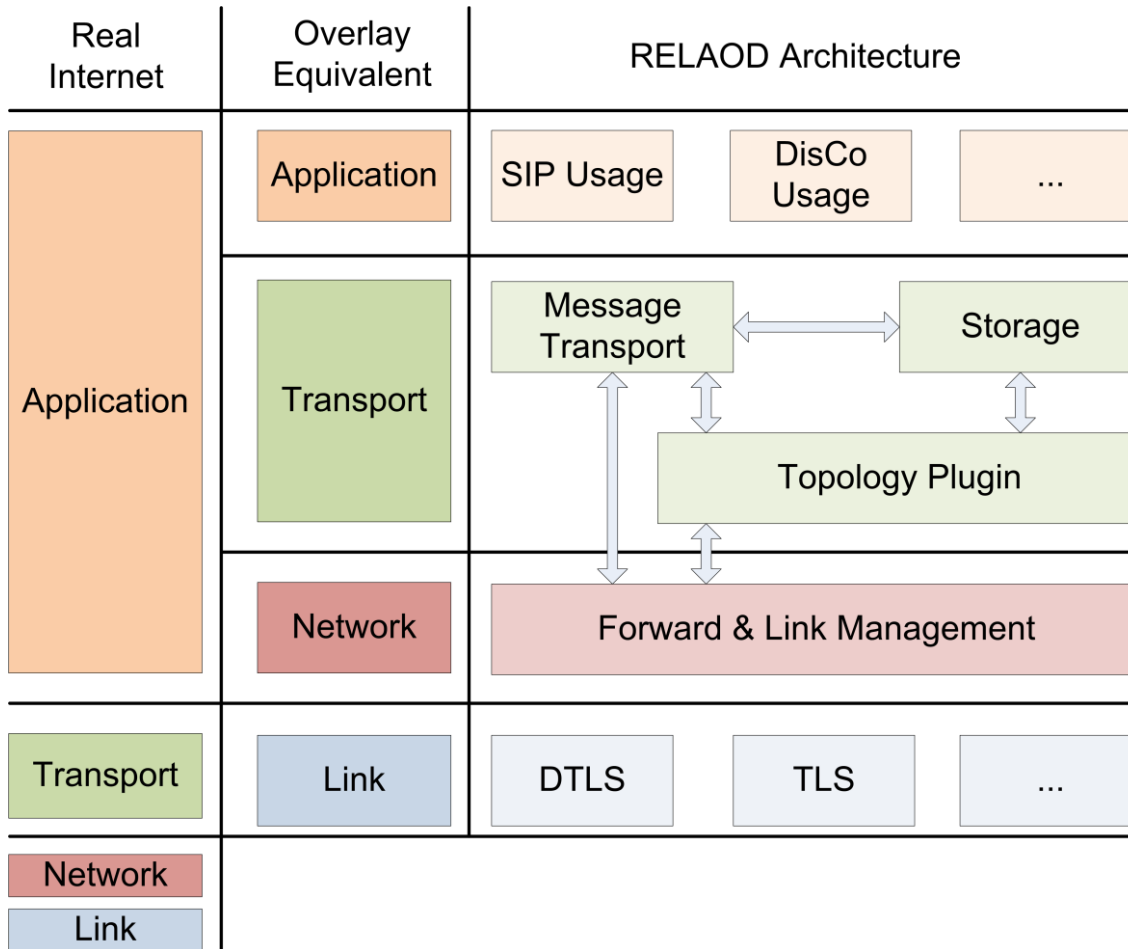 Real
Internet
Overlay
Equivalent
RELAOD Architecture
Application
Application
SIP Usage
DisCo
Usage
...
Transport
Message
Transport
Storage
Topology Plugin
Network
Forward & Link Management
Transport
Link
DTLS
TLS
...
Network
Link